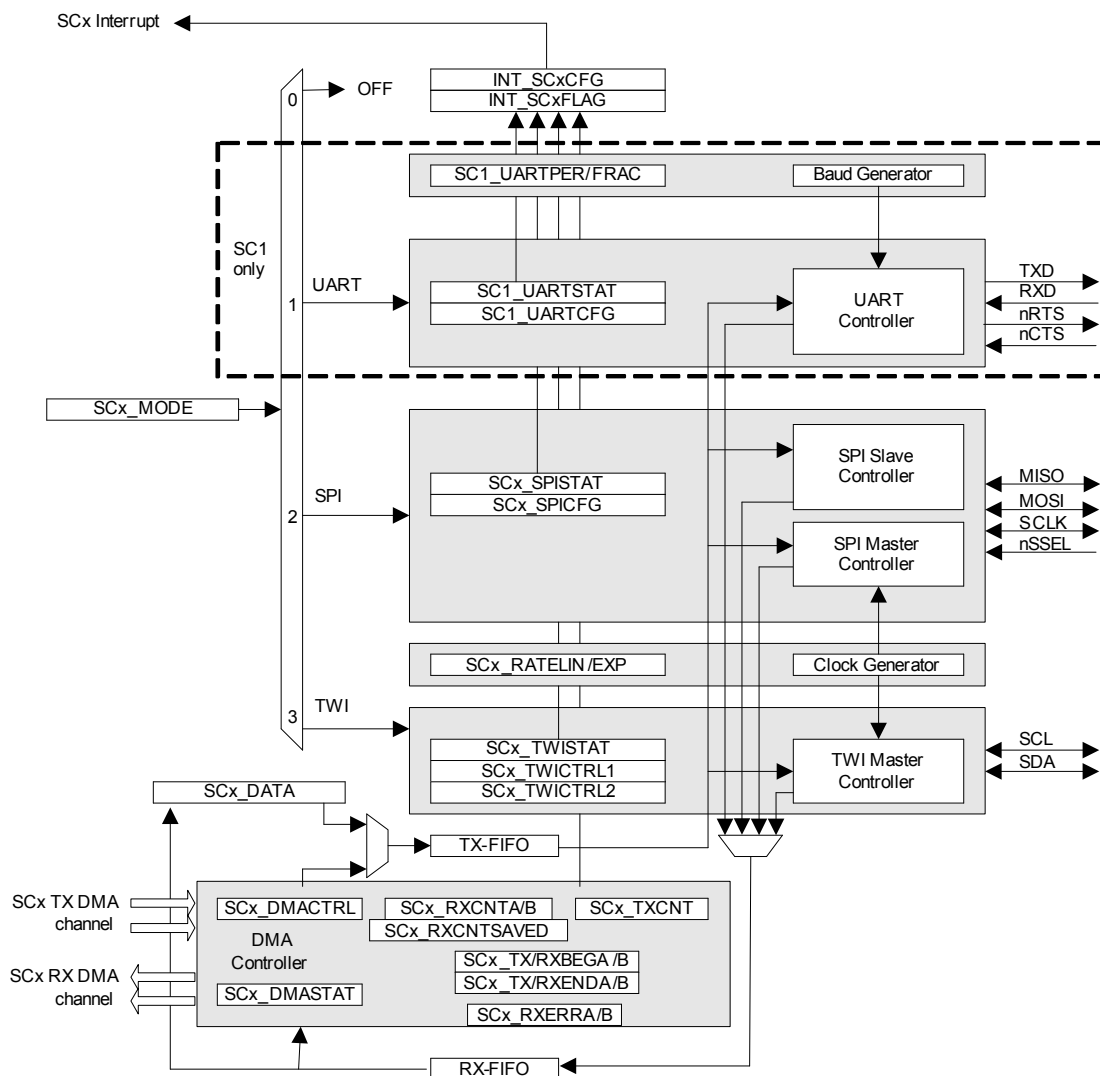 SCx Interrupt
INT_SCxCFG
INT_SCxFLAG
0
OFF
SC1_UARTPER/FRAC
Baud Generator
SC1
only
UART
1
SC1_UARTSTAT
SC1_UARTCFG
UART
Controller
TXD
RXD
nRTS
nCTS
SCx_MODE
SPI
2
SCx_SPISTAT
SCx_SPICFG
SPI Slave
Controller
SPI Master
Controller
MISO
MOSI
SCLK
nSSEL
SCx_RATELIN/EXP
Clock Generator
TWI
3
SCx_TWISTAT
SCx_TWICTRL1
SCx_TWICTRL2
TWI Master
Controller
SCL
SDA
SCx_DATA
TX-FIFO
SCx TX DMA
channel
SCx_DMACTRL
SCx_RXCNTA/B
SCx_TXCNT
SCx_RXCNTSAVED
DMA
Controller
SCx_TX/RXBEGA/B
SCx_TX/RXENDA/B
SCx RX DMA
channel
SCx_DMASTAT
SCx_RXERRA/B
RX-FIFO